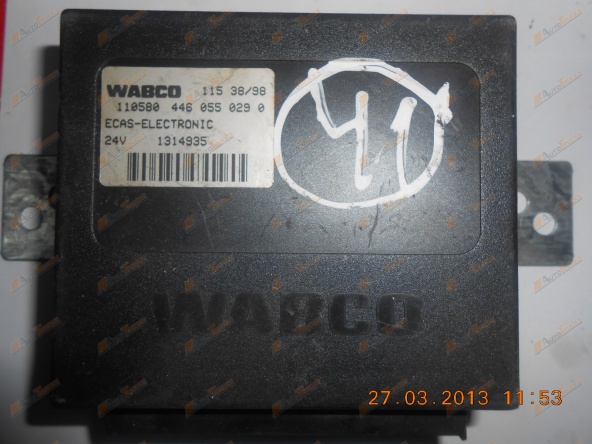 WABCO 115 38/98
110580 446 055 029 0
ECAS-ELECTRONIC
24V 1314935
41
WABCO
27.03.2013 11:53